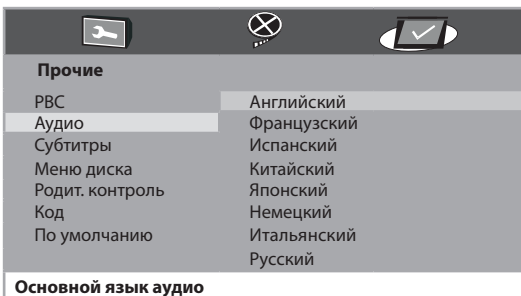 Прочие
PBC Английский
Аудио Французский
Субтитры Испанский
Меню диска Китайский
Родит. контроль Японский
Код Немецкий
По умолчанию Итальянский
Русский
Основной язык аудио